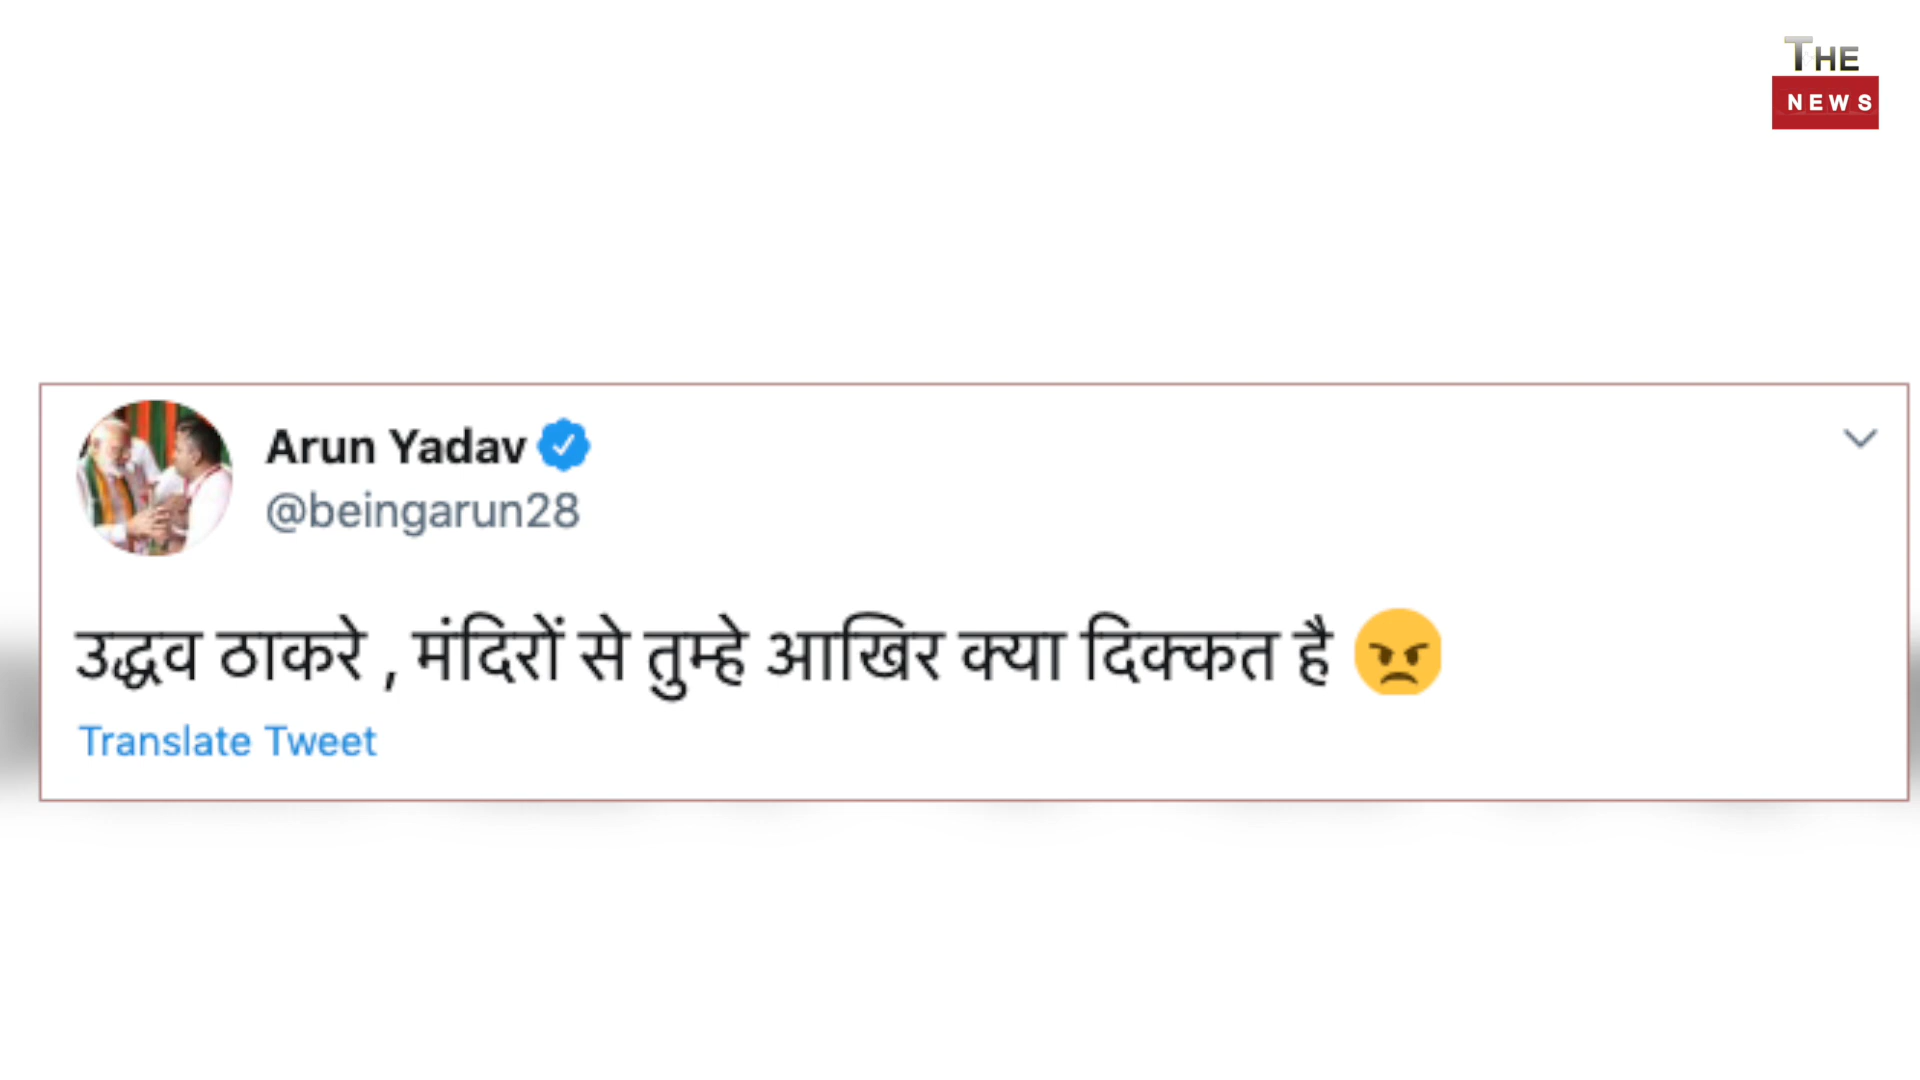 THE
NEWS
Arun Yadav
@beingarun28
उद्धव ठाकरे , मंदिरों से तुम्हे आखिर क्या दिक्कत है 😠
Translate Tweet